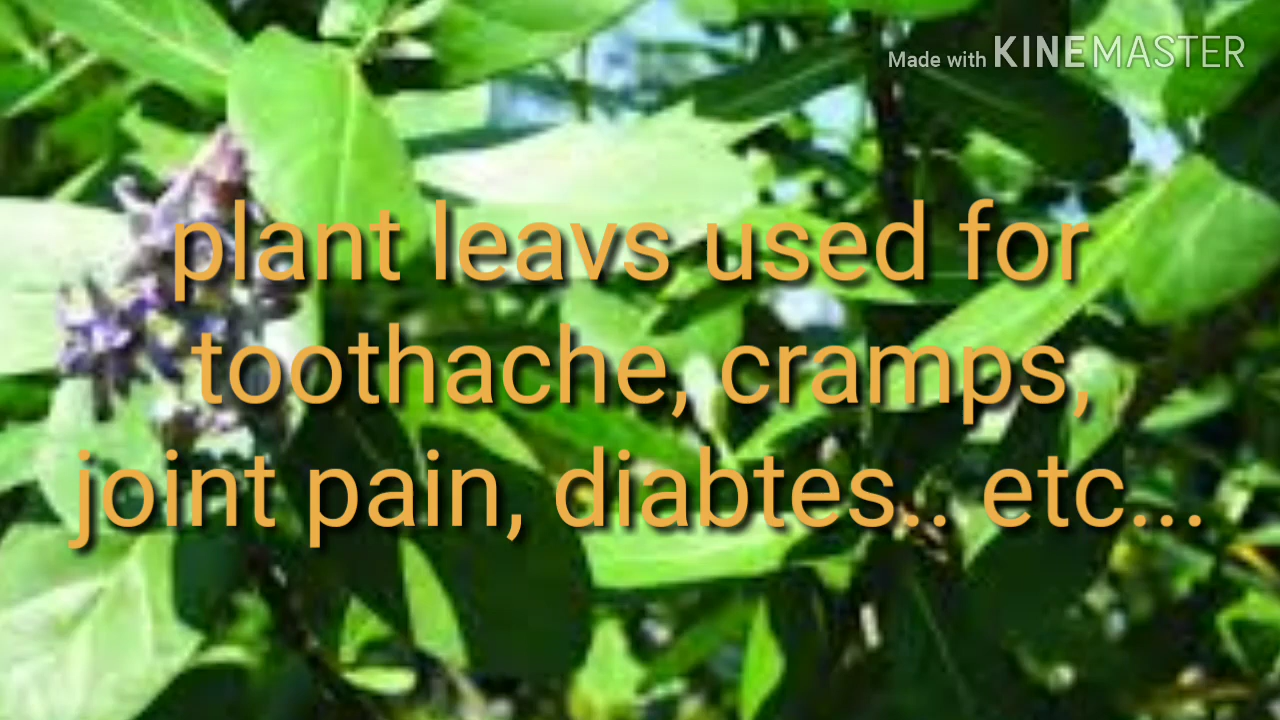 Made with KINEMASTER
plant leavs used for
toothache, cramps,
joint pain, diabtes.. etc...